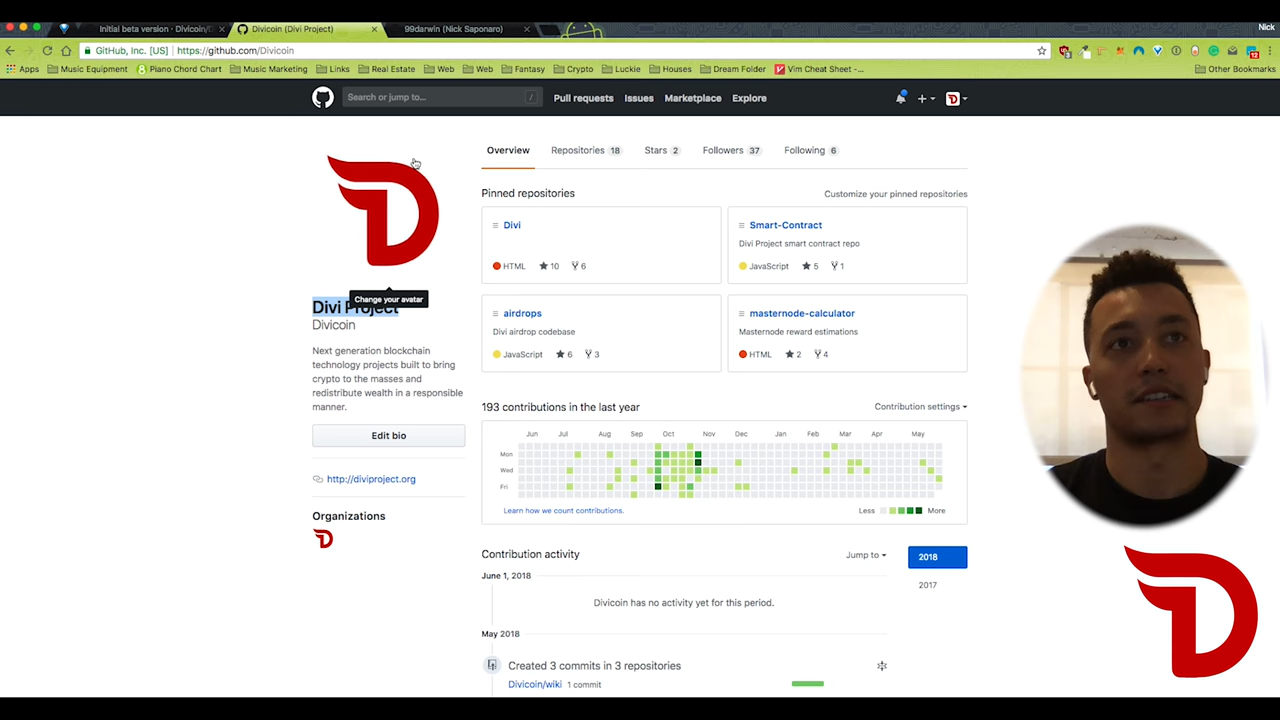 Initial beta version · Divicoin/
Divicoin (Divi Project)
99darwin (Nick Saponaro)
Nick
GitHub, Inc. [US]
https://github.com/Divicoin
Apps
Music Equipment
Piano Chord Chart
Music Marketing
Links
Real Estate
Web
Web
Fantasy
Crypto
Luckie
Houses
Dream Folder
Vim Cheat Sheet -...
Other Bookmarks
Search or jump to...
/
Pull requests
Issues
Marketplace
Explore
Overview
Repositories 18
Stars 2
Followers 37
Following 6
Pinned repositories
Customize your pinned repositories
Divi
HTML 10 6
Smart-Contract
Divi Project smart contract repo
JavaScript 5 1
Change your avatar
Divi Project
Divicoin
Next generation blockchain
technology projects built to bring
crypto to the masses and
redistribute wealth in a responsible
manner.
Edit bio
http://diviproject.org
Organizations
airdrops
Divi airdrop codebase
JavaScript 6 3
masternode-calculator
Masternode reward estimations
HTML 2 4
193 contributions in the last year
Contribution settings
Jun Jul Aug Sep Oct Nov Dec Jan Feb Mar Apr May
Mon
Wed
Fri
Learn how we count contributions.
Less
More
Contribution activity
Jump to
2018
2017
June 1, 2018
Divicoin has no activity yet for this period.
May 2018
Created 3 commits in 3 repositories
Divicoin/wiki 1 commit